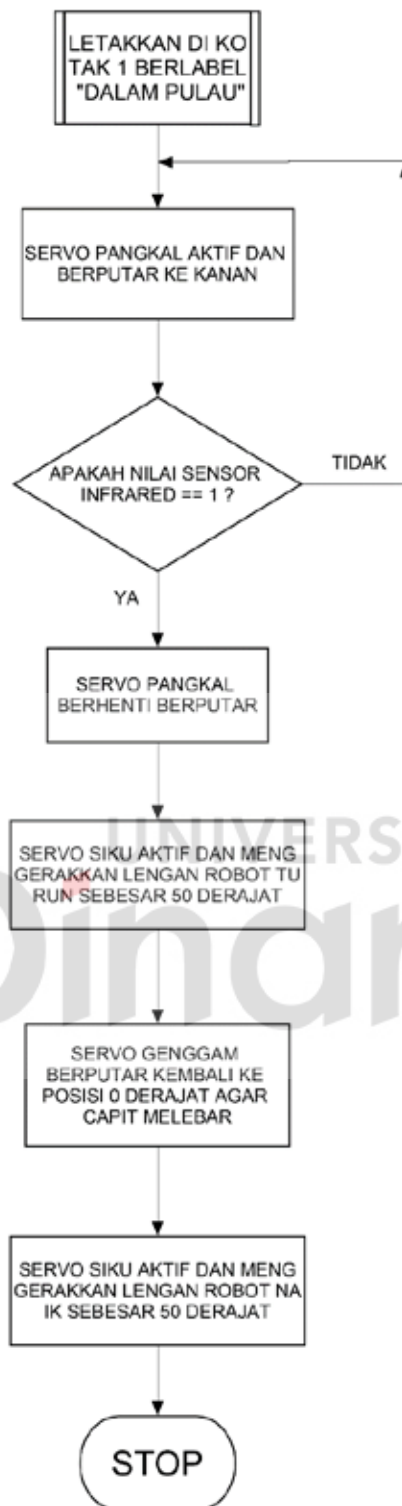 LETAKKAN DI KO
TAK 1 BERLABEL
"DALAM PULAU"
SERVO PANGKAL AKTIF DAN
BERPUTAR KE KANAN
APAKAH NILAI SENSOR
INFRARED == 1 ?
TIDAK
YA
SERVO PANGKAL
BERHENTI BERPUTAR
UNIVERS
SERVO SIKU AKTIF DAN MENG
GERAKKAN LENGAN ROBOT TU
RUN SEBESAR 50 DERAJAT
Dinar
SERVO GENGGAM
BERPUTAR KEMBALI KE
POSISI 0 DERAJAT AGAR
CAPIT MELEBAR
SERVO SIKU AKTIF DAN MENG
GERAKKAN LENGAN ROBOT NA
IK SEBESAR 50 DERAJAT
STOP